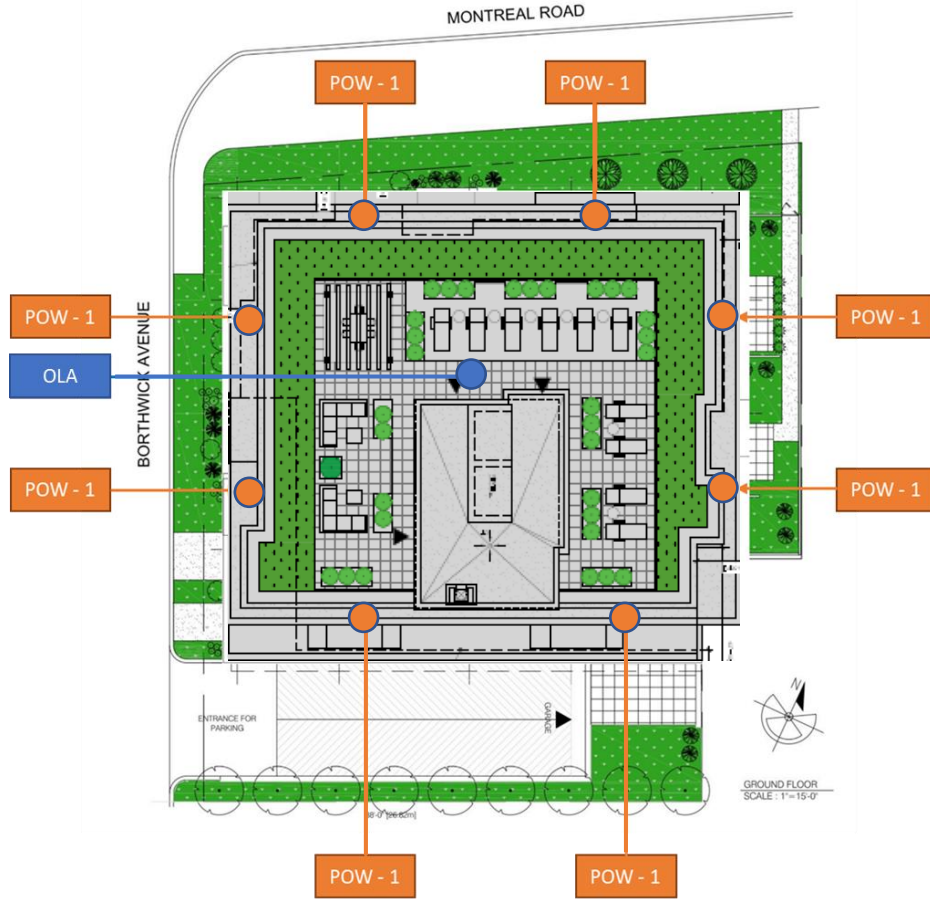 MONTREAL ROAD
POW - 1
POW - 1
POW - 1
POW - 1
OLA
BORTHWICK AVENUE
POW - 1
POW - 1
N
ENTRANCE FOR
PARKING
GARAGE
GROUND FLOOR
SCALE : 1"=15'-0"
POW - 1
POW - 1